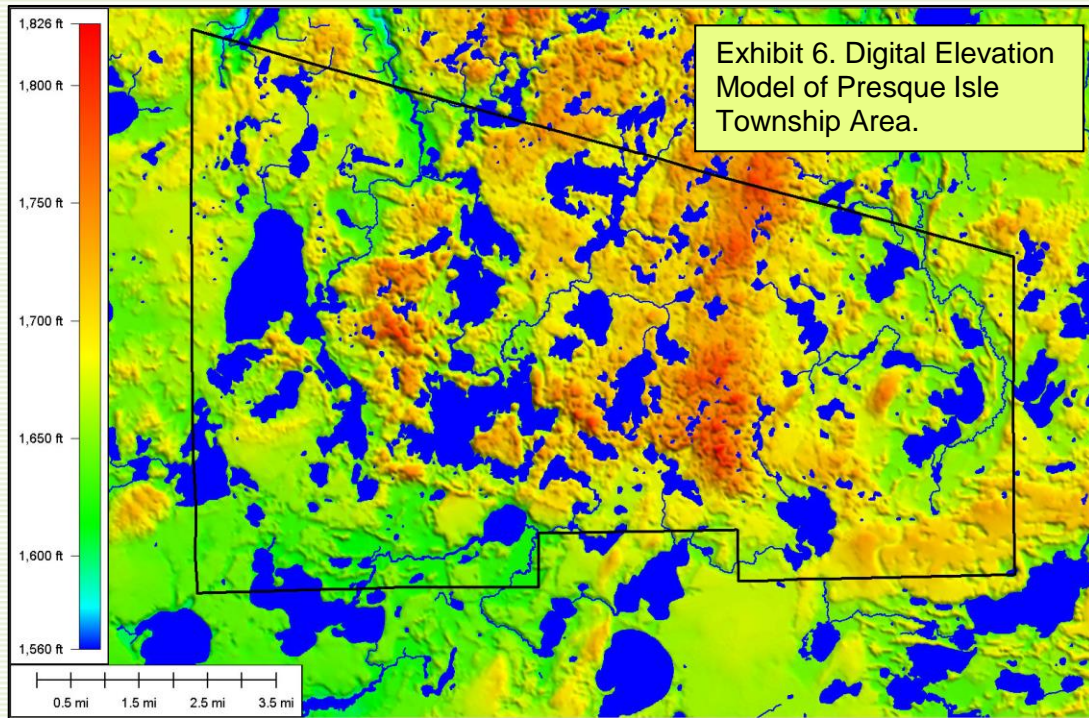 1,826 ft
1,800 ft
1,750 ft
1,700 ft
1,650 ft
1,600 ft
1,560 ft
Exhibit 6. Digital Elevation
Model of Presque Isle
Township Area.
0.5 mi 1.5 mi 2.5 mi 3.5 mi